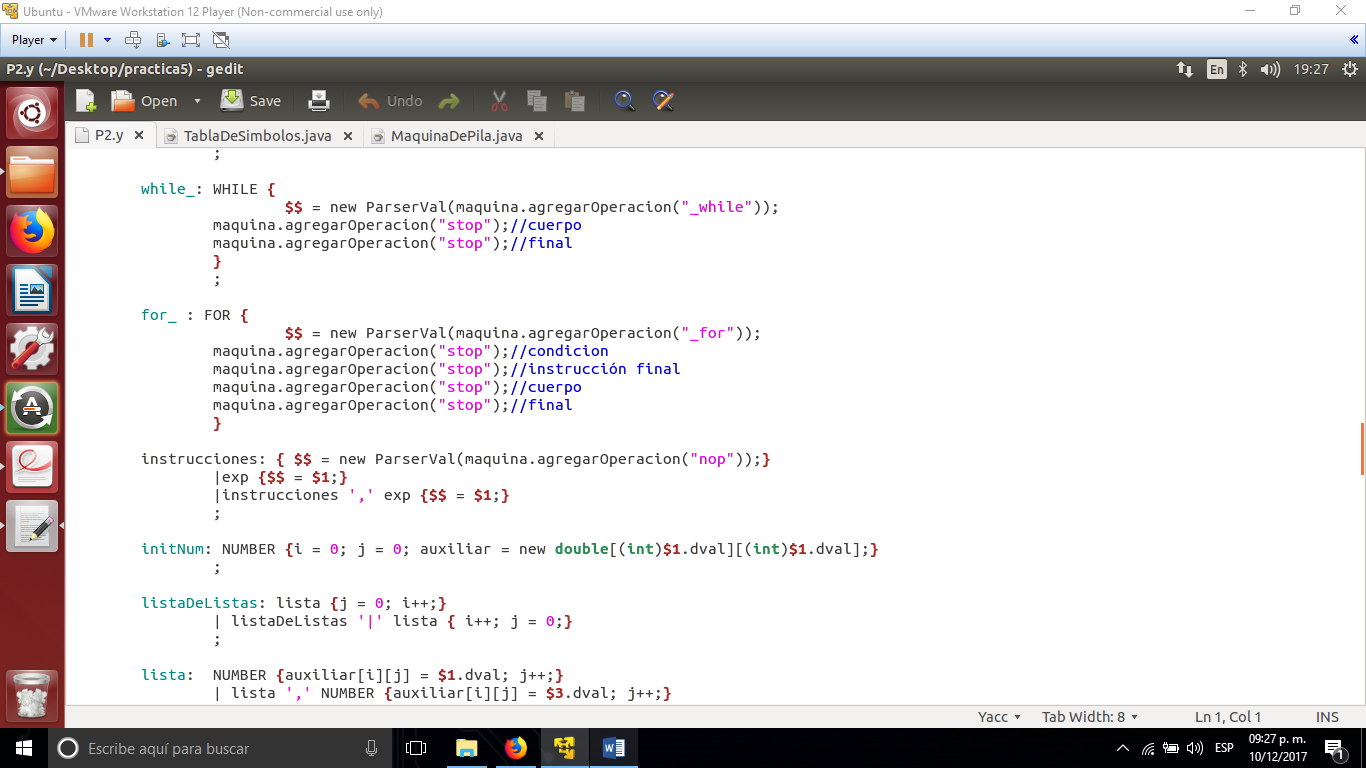 Ubuntu - VMware Workstation 12 Player (Non-commercial use only)
Player
P2.y (~/Desktop/practica5) - gedit
En
19:27
Open
Save
Undo
P2.y
TablaDeSimbolos.java
MaquinaDePila.java
;
while_: WHILE {
$$ = new ParserVal(maquina.agregarOperacion("_while"));
maquina.agregarOperacion("stop");//cuerpo
maquina.agregarOperacion("stop");//final
}
;
for_ : FOR {
$$ = new ParserVal(maquina.agregarOperacion("_for"));
maquina.agregarOperacion("stop");//condicion
maquina.agregarOperacion("stop");//instrucción final
maquina.agregarOperacion("stop");//cuerpo
maquina.agregarOperacion("stop");//final
}
instrucciones: { $$ = new ParserVal(maquina.agregarOperacion("nop"));}
|exp {$$ = $1;}
|instrucciones ',' exp {$$ = $1;}
;
initNum: NUMBER {i = 0; j = 0; auxiliar = new double[(int)$1.dval][(int)$1.dval];}
;
listaDeListas: lista {j = 0; i++;}
| listaDeListas '|' lista { i++; j = 0;}
;
lista: NUMBER {auxiliar[i][j] = $1.dval; j++;}
| lista ',' NUMBER {auxiliar[i][j] = $3.dval; j++;}
Yacc
Tab Width: 8
Ln 1, Col 1
INS
Escribe aquí para buscar
ESP
09:27 p. m.
10/12/2017
1